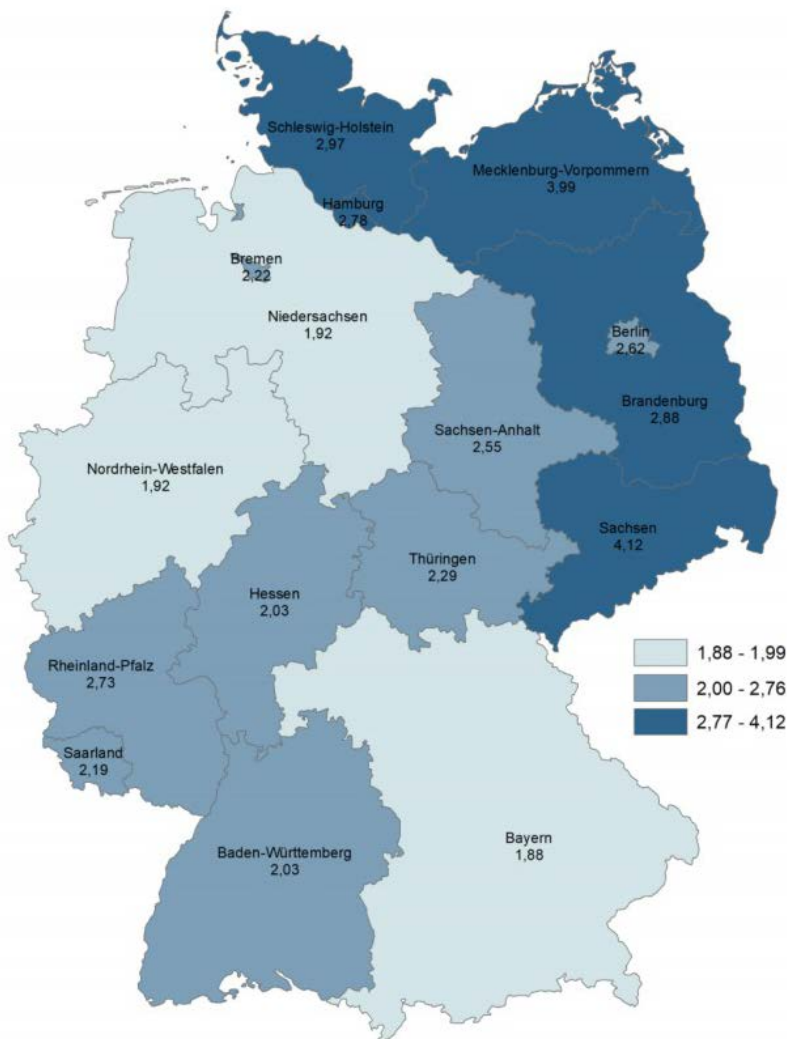 Schleswig-Holstein
2,97
Mecklenburg-Vorpommern
3,99
Hamburg
2,78
Bremen
2,22
Niedersachsen
1,92
Berlin
2,62
Brandenburg
2,88
Sachsen-Anhalt
2,55
Nordrhein-Westfalen
1,92
Sachsen
4,12
Thüringen
2,29
Hessen
2,03
Rheinland-Pfalz
2,73
Saarland
2,19
1,88 - 1,99
2,00 - 2,76
2,77 - 4,12
Baden-Württemberg
2,03
Bayern
1,88